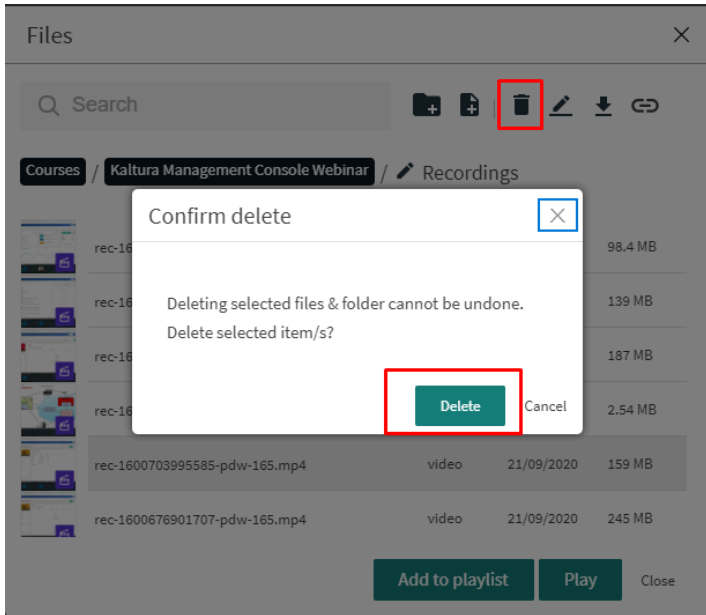 Files
Search
Courses / Kaltura Management Console Webinar / Recordings
Confirm delete
rec-16
98.4 MB
Deleting selected files & folder cannot be undone.
rec-16
139 MB
Delete selected item/s?
rec-16
187 MB
Delete Cancel
rec-16
2.54 MB
rec-1600703995585-pdw-165.mp4 video 21/09/2020 159 MB
rec-1600676901707-pdw-165.mp4 video 21/09/2020 245 MB
Add to playlist Play Close